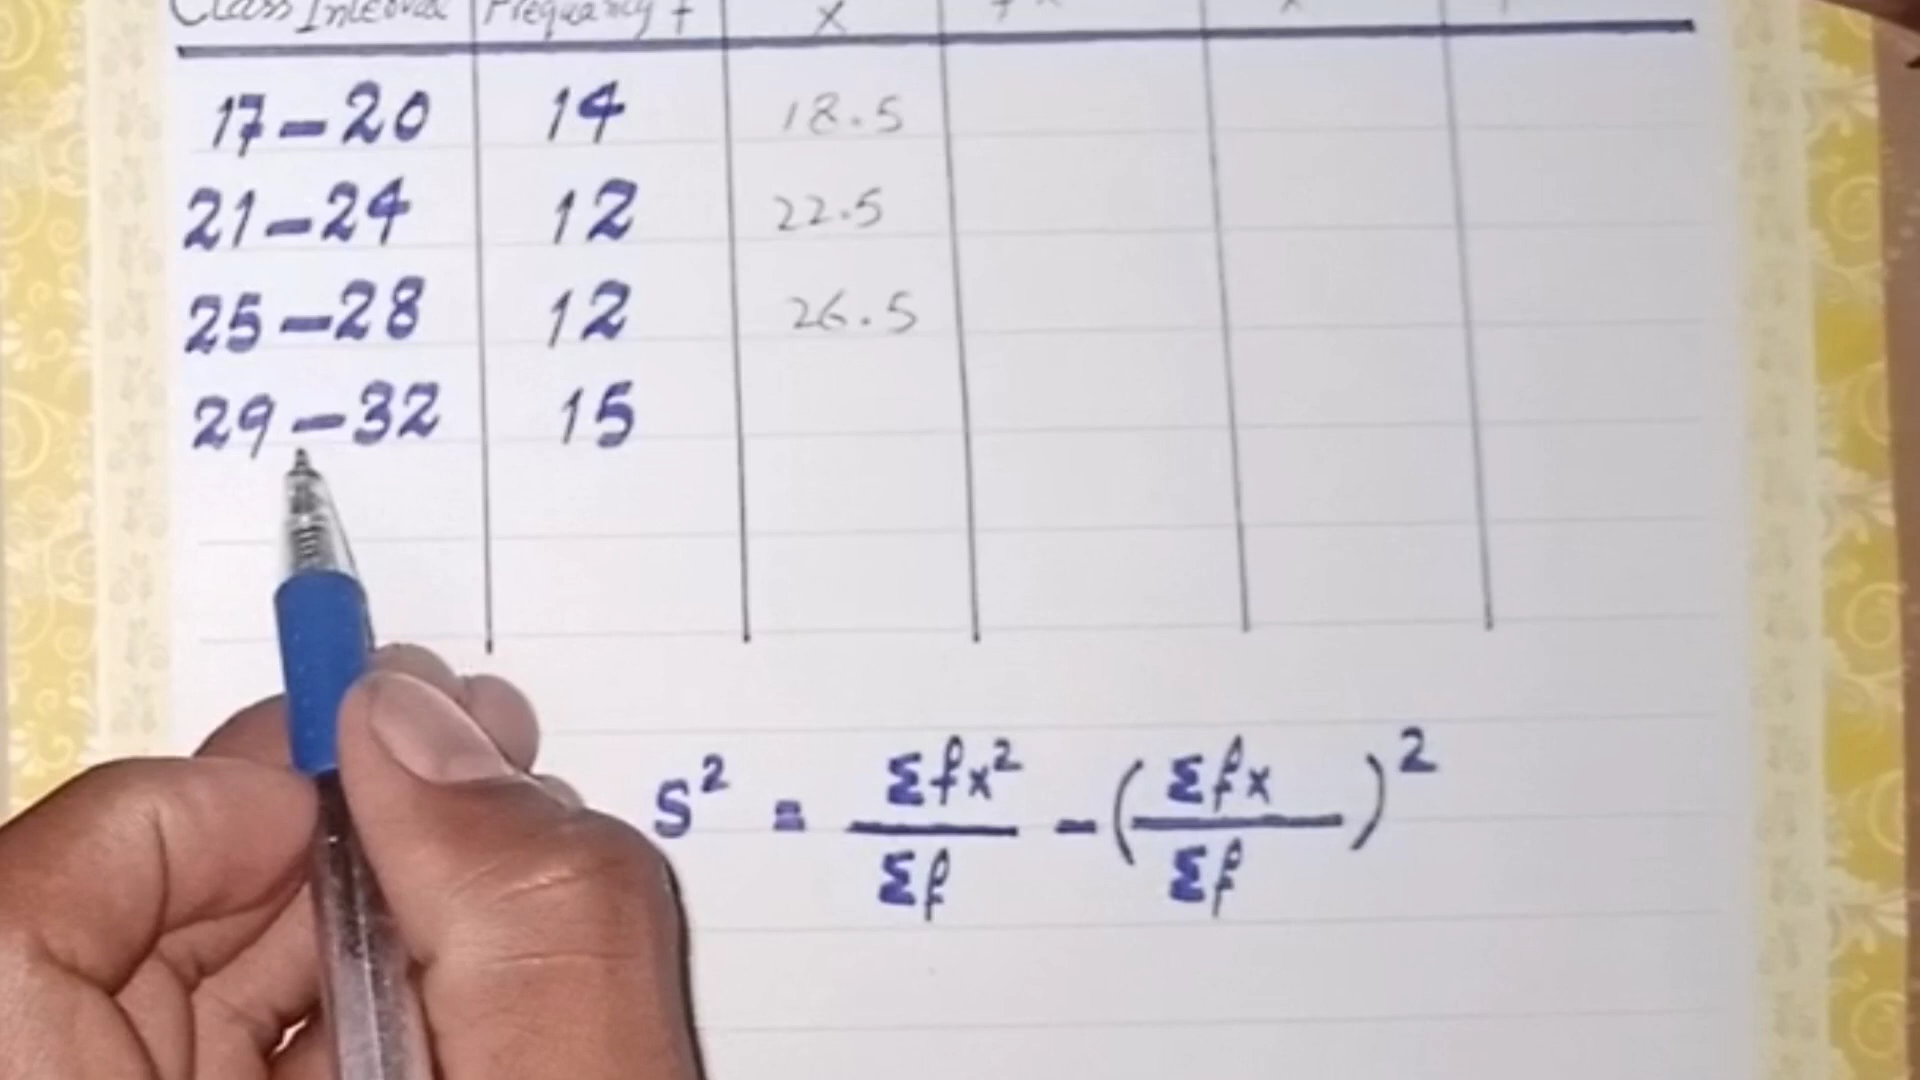 Class Interval Frequency f x fx x
17-20 14 18.5
21-24 12 22.5
25-28 12 26.5
29-32 15
S² = Σfx² / Σf - ( Σfx / Σf )²